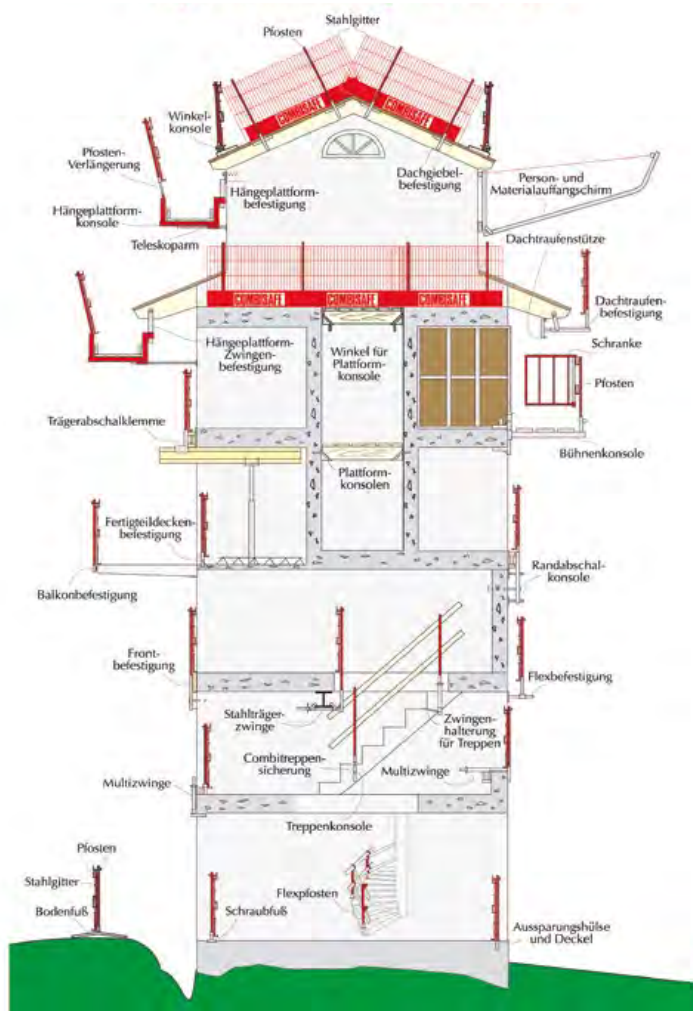 Stahlgitter
Pfosten
COMBISAFE
COMBISAFE
Winkel-
konsole
Pfosten-
Verlängerung
Hängeplattform-
befestigung
Dachgiebel-
befestigung
Person- und
Materialauffangschirm
Hängeplattform-
konsole
Teleskoparm
Dachtraufenstütze
COMBISAFE
COMBISAFE
COMBISAFE
Dachtraufen-
befestigung
Hängeplattform-
Zwingen-
befestigung
Winkel für
Plattform-
konsole
Schranke
Pfosten
Trägerabschalklemme
Bühnenkonsole
Plattform-
konsolen
Fertigteildecken-
befestigung
Balkonbefestigung
Randabschal-
konsole
Front-
befestigung
Flexbefestigung
Stahlträger-
zwinge
Zwingen-
halterung
für Treppen
Combitreppen-
sicherung
Multizwinge
Multizwinge
Treppenkonsole
Pfosten
Stahlgitter
Bodenfuß
Schraubfuß
Flexpfosten
Aussparungshülse
und Deckel